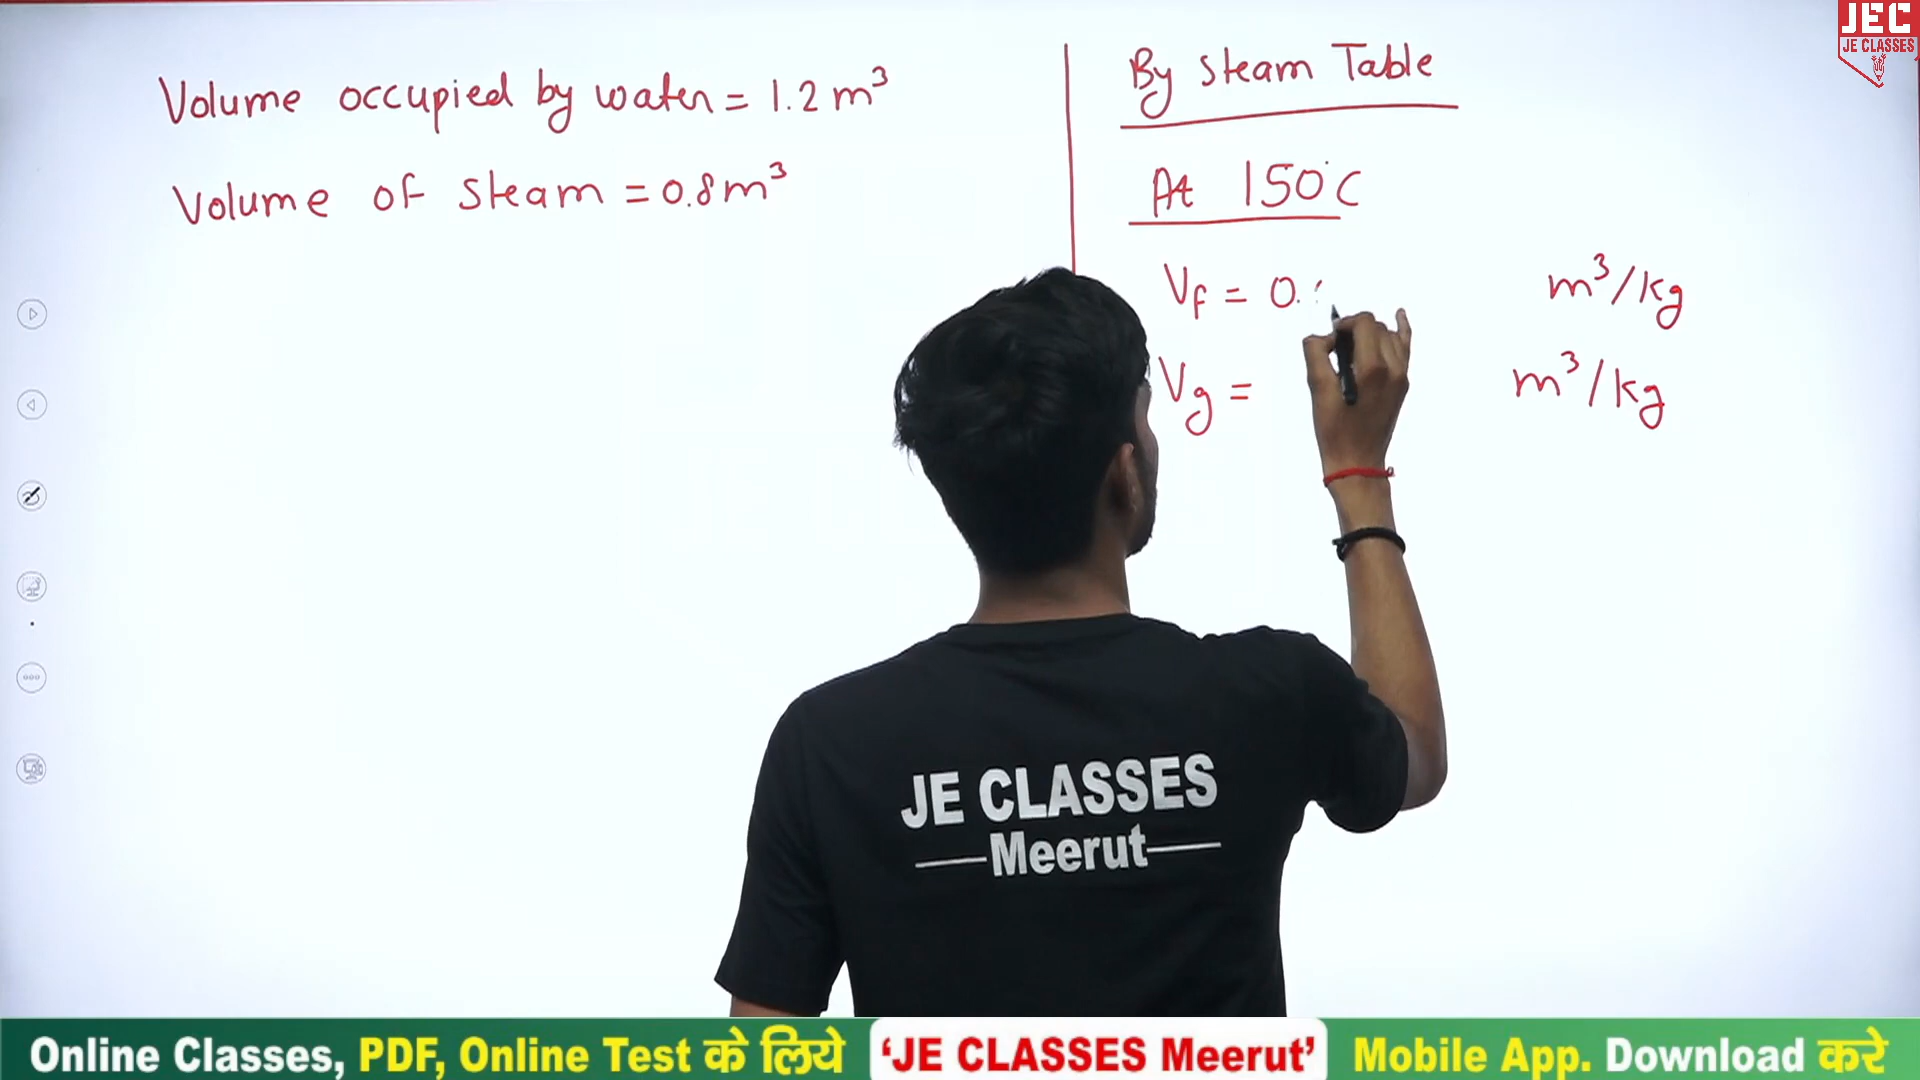 JEC
JE CLASSES
Volume occupied by water = 1.2 m³
Volume of steam = 0.8 m³
By Steam Table
At 150°C
Vf = 0. m³/kg
Vg = m³/kg
JE CLASSES
Meerut
Online Classes, PDF, Online Test के लिये 'JE CLASSES Meerut' Mobile App. Download करे